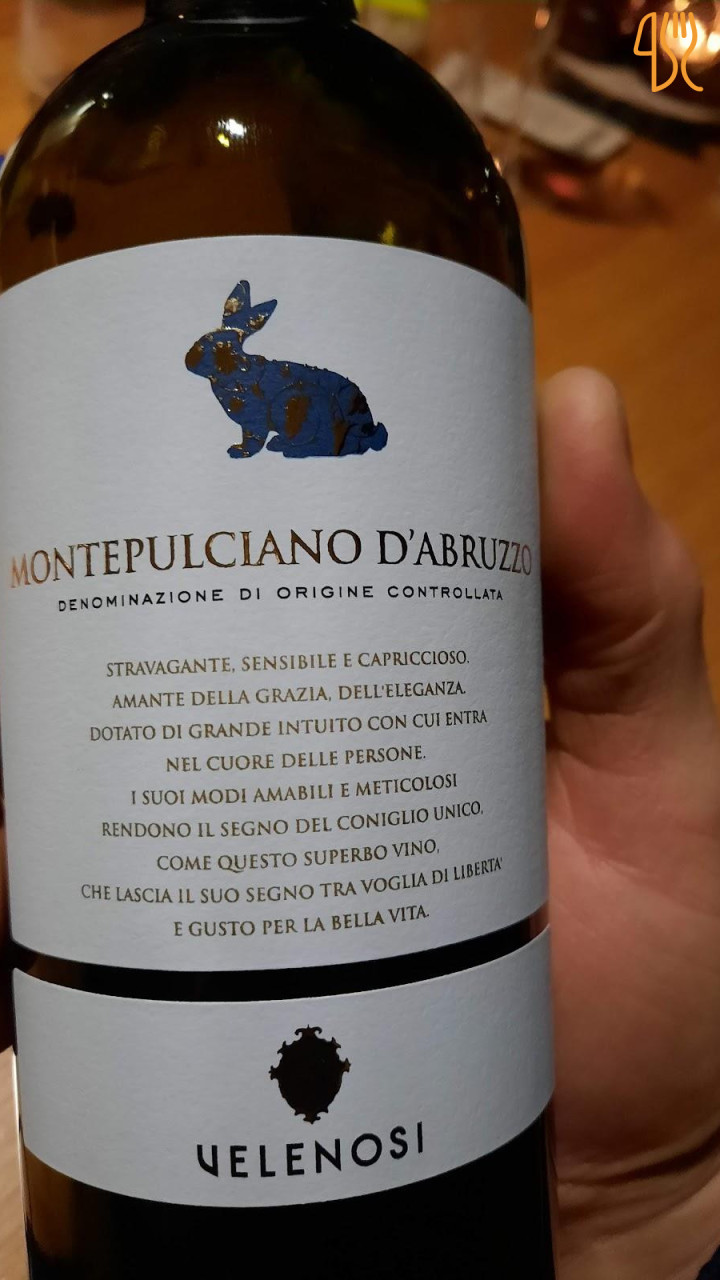 MONTEPULCIANO D'ABRUZZO
DENOMINAZIONE DI ORIGINE CONTROLLATA
STRAVAGANTE, SENSIBILE E CAPRICCIOSO.
AMANTE DELLA GRAZIA, DELL'ELEGANZA.
DOTATO DI GRANDE INTUITO CON CUI ENTRA
NEL CUORE DELLE PERSONE.
I SUOI MODI AMABILI E METICOLOSI
RENDONO IL SEGNO DEL CONIGLIO UNICO,
COME QUESTO SUPERBO VINO,
CHE LASCIA IL SUO SEGNO TRA VOGLIA DI LIBERTA'
E GUSTO PER LA BELLA VITA.
VELENOSI